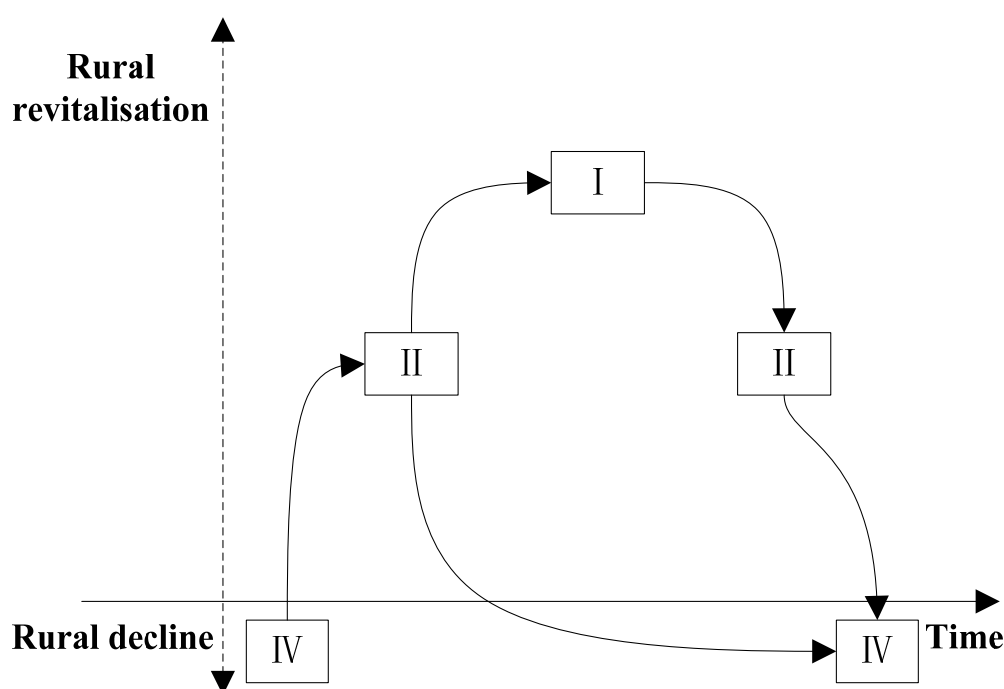 Rural
revitalisation
I
II
II
Rural decline
IV
IV
Time